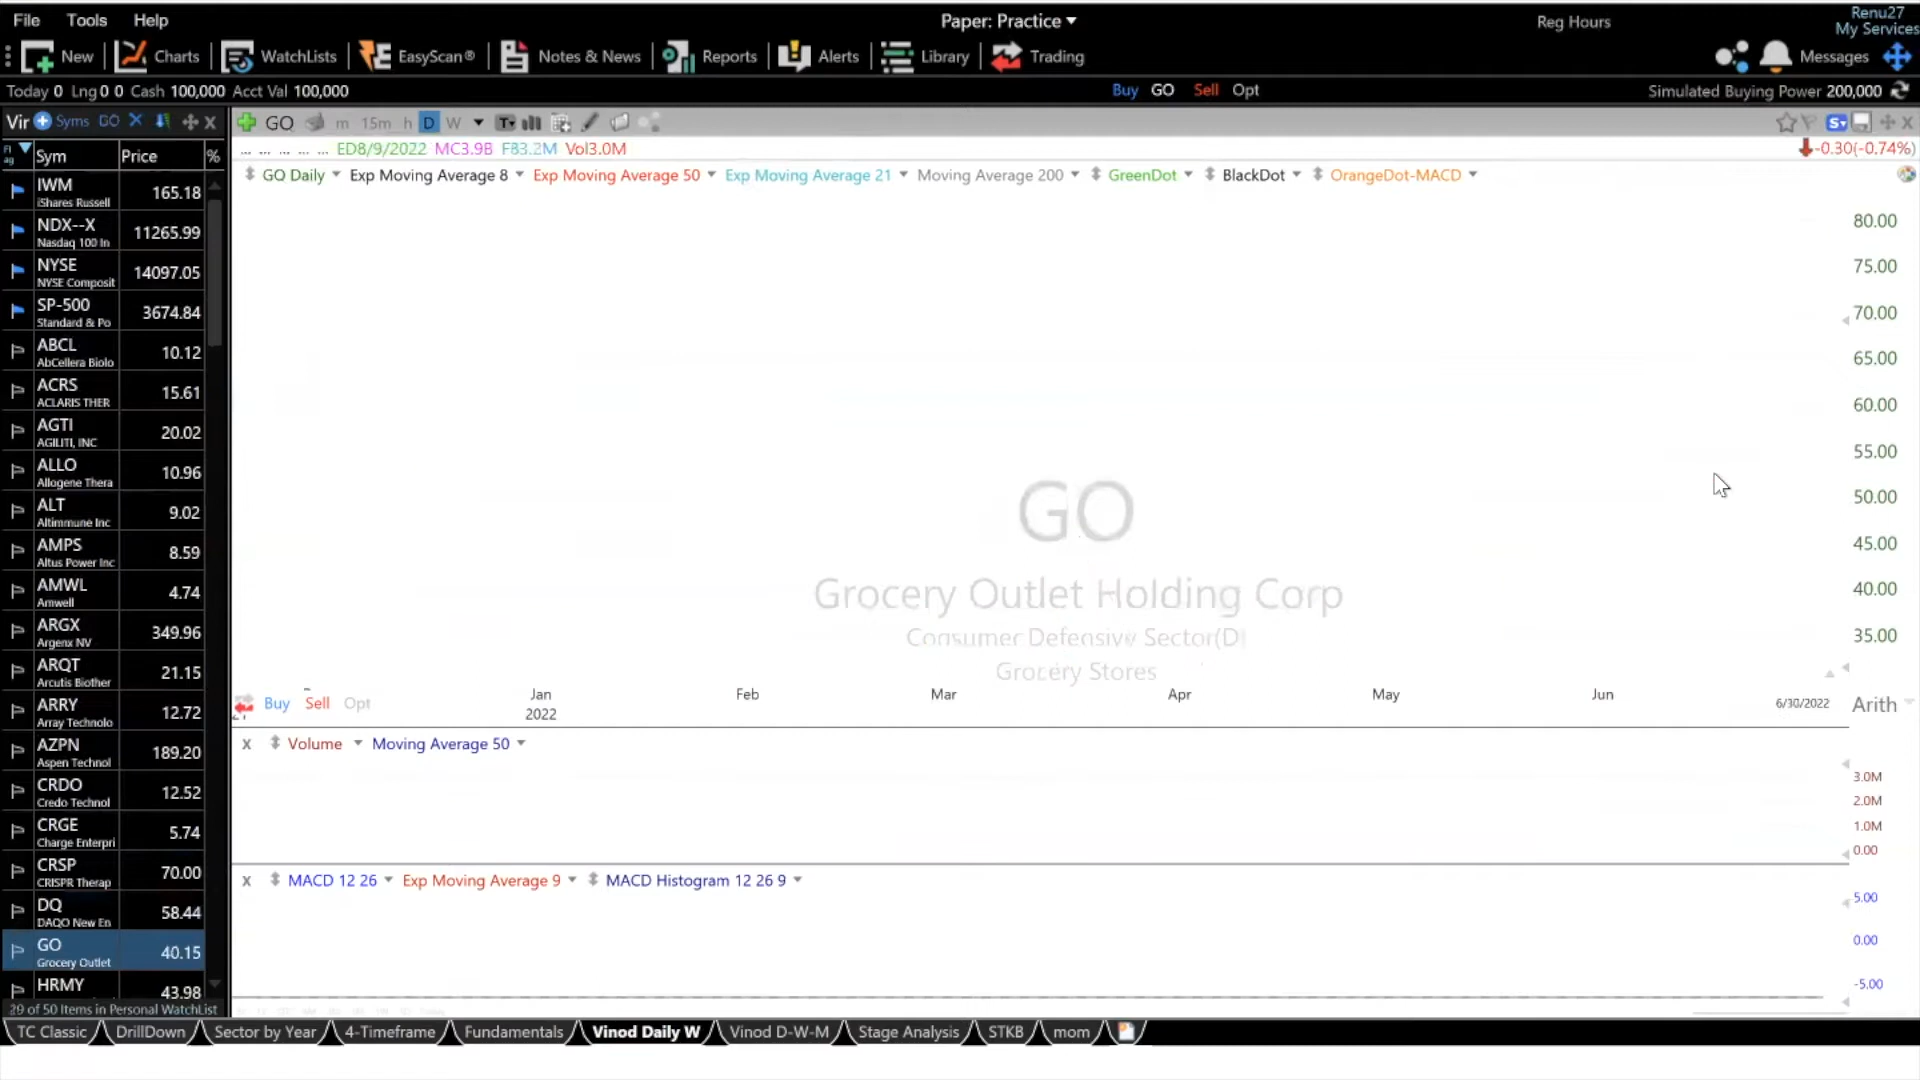 File Tools Help
Paper: Practice
Reg Hours
Renu27
My Services
New Charts WatchLists EasyScan® Notes & News Reports Alerts Library Trading
Messages
Today 0 Lng 0 0 Cash 100,000 Acct Val 100,000
Buy GO Sell Opt
Simulated Buying Power 200,000
Vir Syms GO X
GO m 15m h D W
S
ED8/9/2022 MC3.9B F83.2M Vol3.0M
-0.30(-0.74%)
Flag Sym Price %
GO Daily Exp Moving Average 8 Exp Moving Average 50 Exp Moving Average 21 Moving Average 200 GreenDot BlackDot OrangeDot-MACD
IWM 165.18
iShares Russell
NDX--X 11265.99
Nasdaq 100 In
NYSE 14097.05
NYSE Composit
SP-500 3674.84
Standard & Po
ABCL 10.12
AbCellera Biolo
ACRS 15.61
ACLARIS THER
AGTI 20.02
AGILITI, INC
ALLO 10.96
Allogene Thera
ALT 9.02
Altimmune Inc
AMPS 8.59
Altus Power Inc
AMWL 4.74
Amwell
ARGX 349.96
Argenx NV
ARQT 21.15
Arcutis Biother
ARRY 12.72
Array Technolo
AZPN 189.20
Aspen Technol
CRDO 12.52
Credo Technol
CRGE 5.74
Charge Enterpri
CRSP 70.00
CRISPR Therap
DQ 58.44
DAQO New En
GO 40.15
Grocery Outlet
HRMY 43.98
29 of 50 Items in Personal WatchList
80.00
75.00
70.00
65.00
60.00
55.00
50.00
45.00
40.00
35.00
GO
Grocery Outlet Holding Corp
Consumer Defensive Sector(D)
Grocery Stores
Buy Sell Opt
Jan Feb Mar Apr May Jun
2022
6/30/2022
Arith
X Volume Moving Average 50
3.0M
2.0M
1.0M
0.00
X MACD 12 26 Exp Moving Average 9 MACD Histogram 12 26 9
5.00
0.00
-5.00
TC Classic DrillDown Sector by Year 4-Timeframe Fundamentals Vinod Daily W Vinod D-W-M Stage Analysis STKB mom